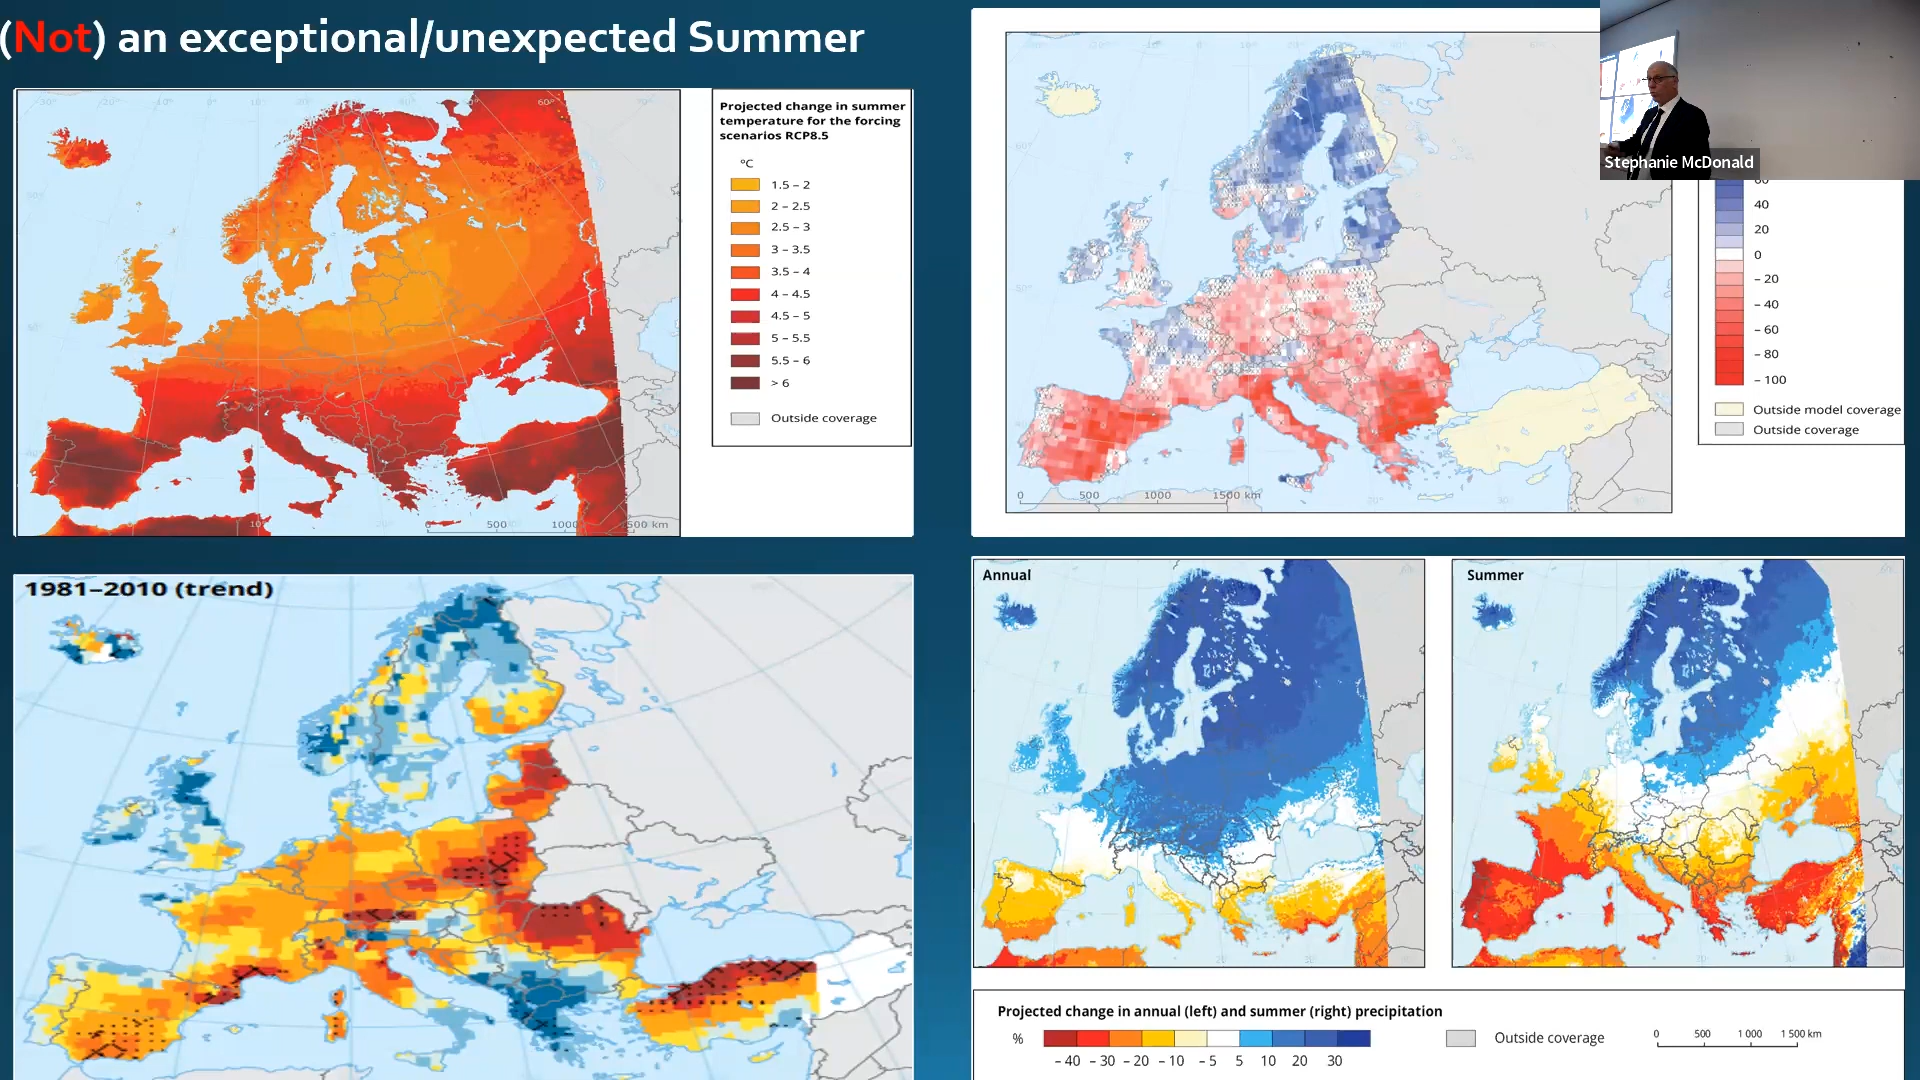 (Not) an exceptional/unexpected Summer
Projected change in summer
temperature for the forcing
scenarios RCP8.5
ºC
1.5 – 2
2 – 2.5
2.5 – 3
3 – 3.5
3.5 – 4
4 – 4.5
4.5 – 5
5 – 5.5
5.5 – 6
> 6
Outside coverage
500
1000
500 km
Stephanie McDonald
60
40
20
0
– 20
– 40
– 60
– 80
– 100
Outside model coverage
Outside coverage
0 500 1000 1500 km
1981–2010 (trend)
Annual
Summer
Projected change in annual (left) and summer (right) precipitation
%
– 40 – 30 – 20 – 10 – 5 5 10 20 30
Outside coverage
0 500 1 000 1 500 km